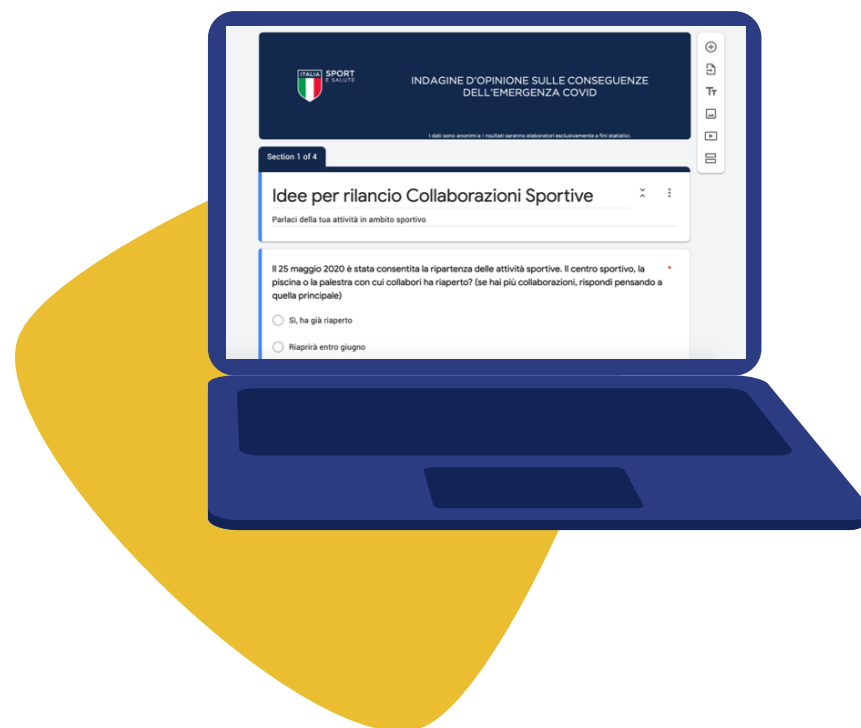 ITALIA
SPORT
E SALUTE
INDAGINE D'OPINIONE SULLE CONSEGUENZE
DELL'EMERGENZA COVID
I dati sono anonimi e i risultati saranno elaboratori esclusivamente a fini statistici.
Section 1 of 4
Idee per rilancio Collaborazioni Sportive
Parlaci della tua attività in ambito sportivo
Il 25 maggio 2020 è stata consentita la ripartenza delle attività sportive. Il centro sportivo, la *
piscina o la palestra con cui collabori ha riaperto? (se hai più collaborazioni, rispondi pensando a
quella principale)
Sì, ha già riaperto
Riaprirà entro giugno
Tт